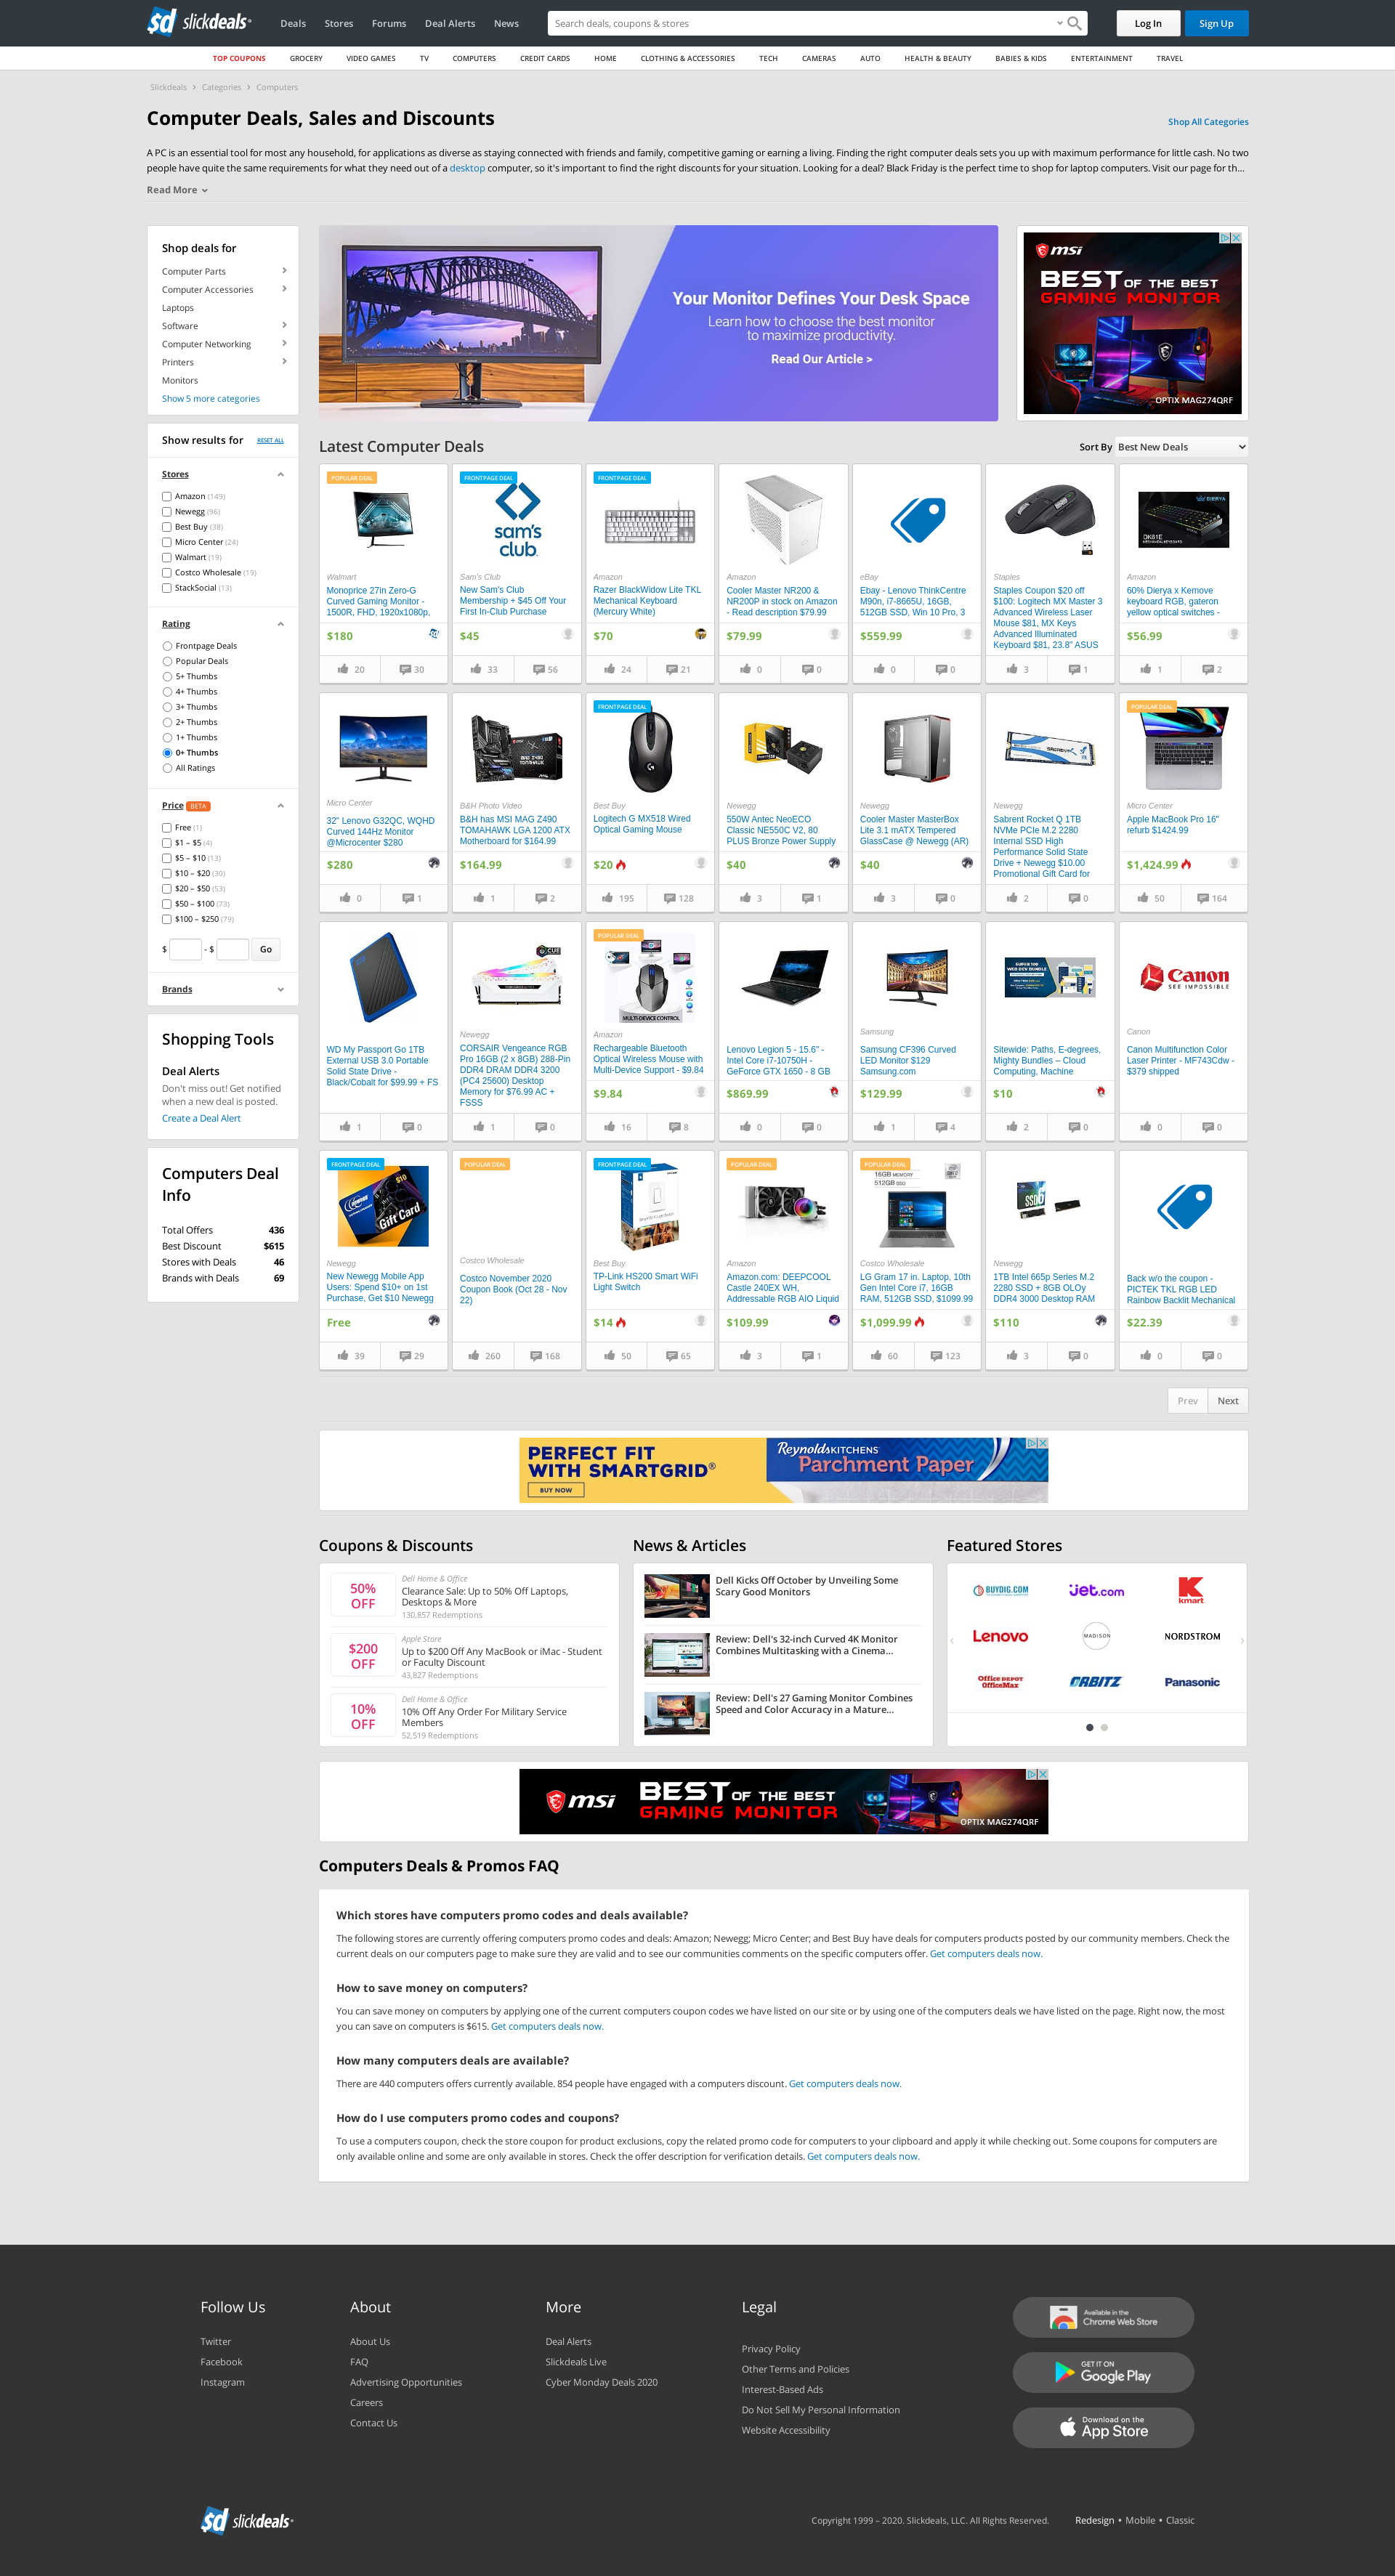 sd slickdeals
Deals Stores Forums Deal Alerts News
Search deals, coupons & stores
Log In
Sign Up
TOP COUPONS GROCERY VIDEO GAMES TV COMPUTERS CREDIT CARDS HOME CLOTHING & ACCESSORIES TECH CAMERAS AUTO HEALTH & BEAUTY BABIES & KIDS ENTERTAINMENT TRAVEL
Slickdeals › Categories › Computers
Computer Deals, Sales and Discounts
Shop All Categories
A PC is an essential tool for most any household, for applications as diverse as staying connected with friends and family, competitive gaming or earning a living. Finding the right computer deals sets you up with maximum performance for little cash. No two
people have quite the same requirements for what they need out of a desktop computer, so it's important to find the right discounts for your situation. Looking for a deal? Black Friday is the perfect time to shop for laptop computers. Visit our page for th...
Read More
Shop deals for
Computer Parts
Computer Accessories
Laptops
Software
Computer Networking
Printers
Monitors
Show 5 more categories
Show results for RESET ALL
Stores
Amazon (149)
Newegg (96)
Best Buy (38)
Micro Center (24)
Walmart (19)
Costco Wholesale (19)
StackSocial (13)
Rating
Frontpage Deals
Popular Deals
5+ Thumbs
4+ Thumbs
3+ Thumbs
2+ Thumbs
1+ Thumbs
0+ Thumbs
All Ratings
Price BETA
Free (1)
$1 – $5 (4)
$5 – $10 (13)
$10 – $20 (30)
$20 – $50 (53)
$50 – $100 (73)
$100 – $250 (79)
$ - $ Go
Brands
Shopping Tools
Deal Alerts
Don't miss out! Get notified
when a new deal is posted.
Create a Deal Alert
Computers Deal
Info
Total Offers 436
Best Discount $615
Stores with Deals 46
Brands with Deals 69
Your Monitor Defines Your Desk Space
Learn how to choose the best monitor
to maximize productivity.
Read Our Article >
msi
BEST OF THE BEST
GAMING MONITOR
OPTIX MAG274QRF
Latest Computer Deals
Sort By Best New Deals
POPULAR DEAL
Walmart
Monoprice 27in Zero-G
Curved Gaming Monitor -
1500R, FHD, 1920x1080p,
$180
20 30
FRONTPAGE DEAL
sam's
club
Sam's Club
New Sam's Club
Membership + $45 Off Your
First In-Club Purchase
$45
33 56
FRONTPAGE DEAL
Amazon
Razer BlackWidow Lite TKL
Mechanical Keyboard
(Mercury White)
$70
24 21
Amazon
Cooler Master NR200 &
NR200P in stock on Amazon
- Read description $79.99
$79.99
0 0
eBay
Ebay - Lenovo ThinkCentre
M90n, i7-8665U, 16GB,
512GB SSD, Win 10 Pro, 3
$559.99
0 0
Staples
Staples Coupon $20 off
$100: Logitech MX Master 3
Advanced Wireless Laser
Mouse $81, MX Keys
Advanced Illuminated
Keyboard $81, 23.8" ASUS
3 1
DIERYA
DK61E
MECHANICAL KEYBOARD
Amazon
60% Dierya x Kemove
keyboard RGB, gateron
yellow optical switches -
$56.99
1 2
Micro Center
32" Lenovo G32QC, WQHD
Curved 144Hz Monitor
@Microcenter $280
$280
0 1
B&H Photo Video
B&H has MSI MAG Z490
TOMAHAWK LGA 1200 ATX
Motherboard for $164.99
$164.99
1 2
FRONTPAGE DEAL
Best Buy
Logitech G MX518 Wired
Optical Gaming Mouse
$20
195 128
Newegg
550W Antec NeoECO
Classic NE550C V2, 80
PLUS Bronze Power Supply
$40
3 1
Newegg
Cooler Master MasterBox
Lite 3.1 mATX Tempered
GlassCase @ Newegg (AR)
$40
3 0
Newegg
Sabrent Rocket Q 1TB
NVMe PCIe M.2 2280
Internal SSD High
Performance Solid State
Drive + Newegg $10.00
Promotional Gift Card for
2 0
POPULAR DEAL
Micro Center
Apple MacBook Pro 16"
refurb $1424.99
$1,424.99
50 164
WD My Passport Go 1TB
External USB 3.0 Portable
Solid State Drive -
Black/Cobalt for $99.99 + FS
1 0
CUE
Newegg
CORSAIR Vengeance RGB
Pro 16GB (2 x 8GB) 288-Pin
DDR4 DRAM DDR4 3200
(PC4 25600) Desktop
Memory for $76.99 AC +
FSSS
1 0
POPULAR DEAL
MULTI-DEVICE CONTROL
Amazon
Rechargeable Bluetooth
Optical Wireless Mouse with
Multi-Device Support - $9.84
$9.84
16 8
Lenovo Legion 5 - 15.6" -
Intel Core i7-10750H -
GeForce GTX 1650 - 8 GB
$869.99
0 0
Samsung
Samsung CF396 Curved
LED Monitor $129
Samsung.com
$129.99
1 4
SUPER 100
WEB DEV BUNDLE
Sitewide: Paths, E-degrees,
Mighty Bundles – Cloud
Computing, Machine
$10
2 0
Canon
SEE IMPOSSIBLE
Canon
Canon Multifunction Color
Laser Printer - MF743Cdw -
$379 shipped
0 0
FRONTPAGE DEAL
$10
Gift Card
Newegg
New Newegg Mobile App
Users: Spend $10+ on 1st
Purchase, Get $10 Newegg
Free
39 29
POPULAR DEAL
Costco Wholesale
Costco November 2020
Coupon Book (Oct 28 - Nov
22)
260 168
FRONTPAGE DEAL
Best Buy
TP-Link HS200 Smart WiFi
Light Switch
$14
50 65
POPULAR DEAL
Amazon
Amazon.com: DEEPCOOL
Castle 240EX WH,
Addressable RGB AIO Liquid
$109.99
3 1
POPULAR DEAL
16GB MEMORY
512GB SSD
Costco Wholesale
LG Gram 17 in. Laptop, 10th
Gen Intel Core i7, 16GB
RAM, 512GB SSD, $1099.99
$1,099.99
60 123
Newegg
1TB Intel 665p Series M.2
2280 SSD + 8GB OLOy
DDR4 3000 Desktop RAM
$110
3 0
Back w/o the coupon -
PICTEK TKL RGB LED
Rainbow Backlit Mechanical
$22.39
0 0
Prev Next
PERFECT FIT
WITH SMARTGRID®
BUY NOW
Reynolds KITCHENS
Parchment Paper
Coupons & Discounts
50%
OFF
Dell Home & Office
Clearance Sale: Up to 50% Off Laptops,
Desktops & More
130,857 Redemptions
$200
OFF
Apple Store
Up to $200 Off Any MacBook or iMac - Student
or Faculty Discount
43,827 Redemptions
10%
OFF
Dell Home & Office
10% Off Any Order For Military Service
Members
52,519 Redemptions
News & Articles
Dell Kicks Off October by Unveiling Some
Scary Good Monitors
Review: Dell's 32-inch Curved 4K Monitor
Combines Multitasking with a Cinema...
Review: Dell's 27 Gaming Monitor Combines
Speed and Color Accuracy in a Mature...
Featured Stores
BUYDIG.COM
jet.com
kmart
Lenovo
MADISON
NORDSTROM
Office DEPOT
OfficeMax
ORBITZ
Panasonic
msi
BEST OF THE BEST
GAMING MONITOR
OPTIX MAG274QRF
Computers Deals & Promos FAQ
Which stores have computers promo codes and deals available?
The following stores are currently offering computers promo codes and deals: Amazon; Newegg; Micro Center; and Best Buy have deals for computers products posted by our community members. Check the
current deals on our computers page to make sure they are valid and to see our communities comments on the specific computers offer. Get computers deals now.
How to save money on computers?
You can save money on computers by applying one of the current computers coupon codes we have listed on our site or by using one of the computers deals we have listed on the page. Right now, the most
you can save on computers is $615. Get computers deals now.
How many computers deals are available?
There are 440 computers offers currently available. 854 people have engaged with a computers discount. Get computers deals now.
How do I use computers promo codes and coupons?
To use a computers coupon, check the store coupon for product exclusions, copy the related promo code for computers to your clipboard and apply it while checking out. Some coupons for computers are
only available online and some are only available in stores. Check the offer description for verification details. Get computers deals now.
Follow Us
Twitter
Facebook
Instagram
About
About Us
FAQ
Advertising Opportunities
Careers
Contact Us
More
Deal Alerts
Slickdeals Live
Cyber Monday Deals 2020
Legal
Privacy Policy
Other Terms and Policies
Interest-Based Ads
Do Not Sell My Personal Information
Website Accessibility
Available in the
Chrome Web Store
GET IT ON
Google Play
Download on the
App Store
sd slickdeals
Copyright 1999 – 2020. Slickdeals, LLC. All Rights Reserved.
Redesign • Mobile • Classic